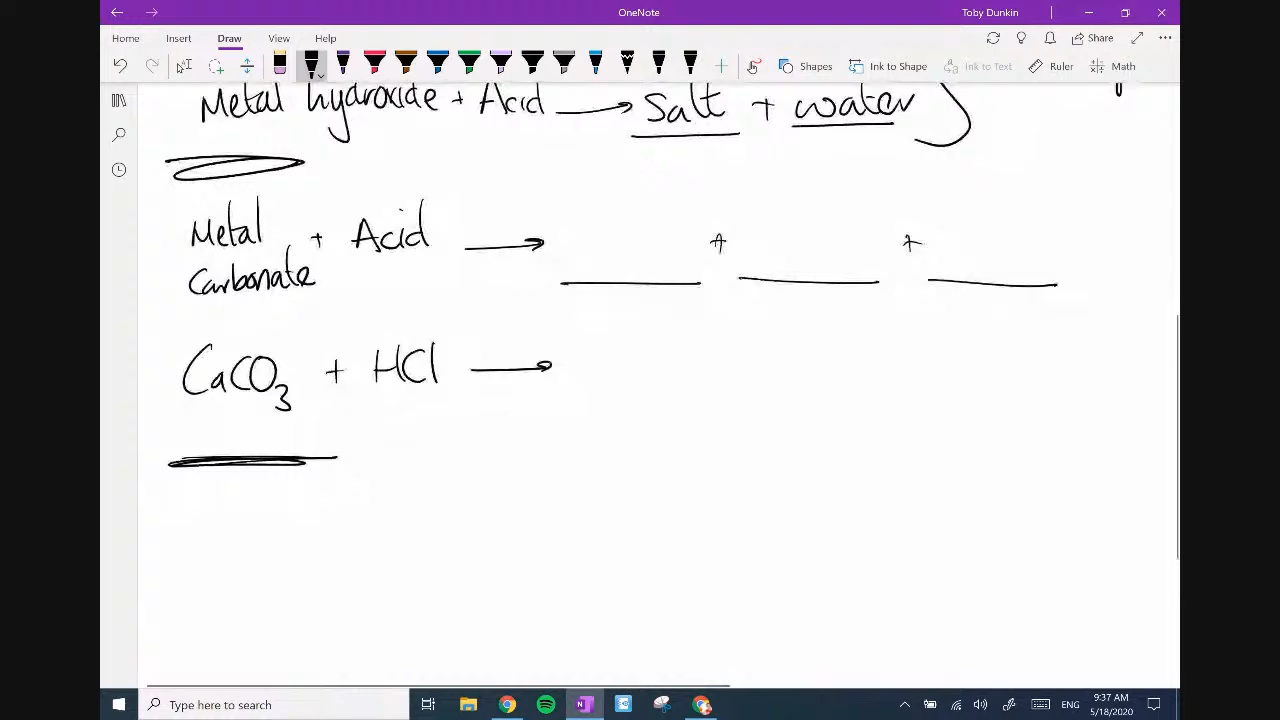 OneNote
Toby Dunkin
Home Insert Draw View Help
Share
Shapes Ink to Shape Ink to Text Ruler Math
Metal hydroxide + Acid → Salt + water
Metal
Carbonate + Acid → + +
CaCO₃ + HCl →
Type here to search
ENG
9:37 AM
5/18/2020